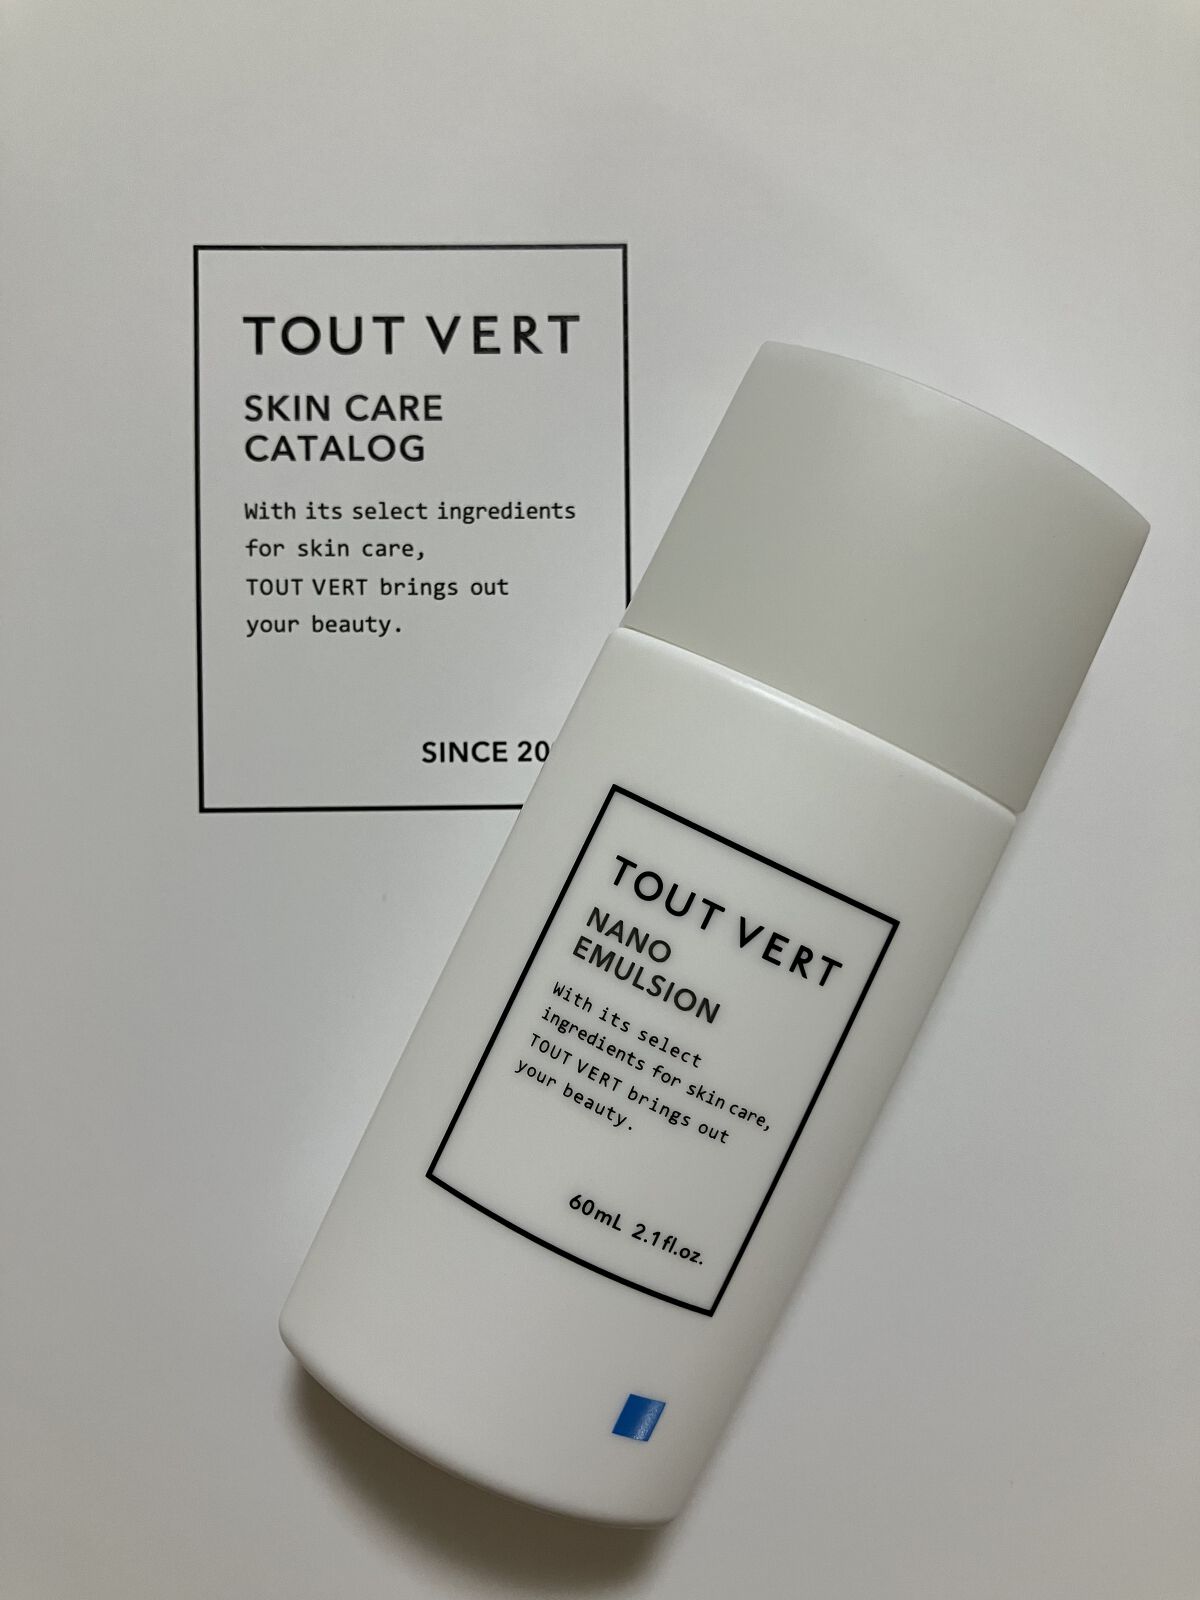 TOUT VERT
SKIN CARE
CATALOG
With its select ingredients
for skin care,
TOUT VERT brings out
your beauty.
SINCE
TOUT VERT
NANO
EMULSION
With its select
ingredients for skin care,
TOUT VERT brings out
your beauty.
60mL 2.1fl.oz.